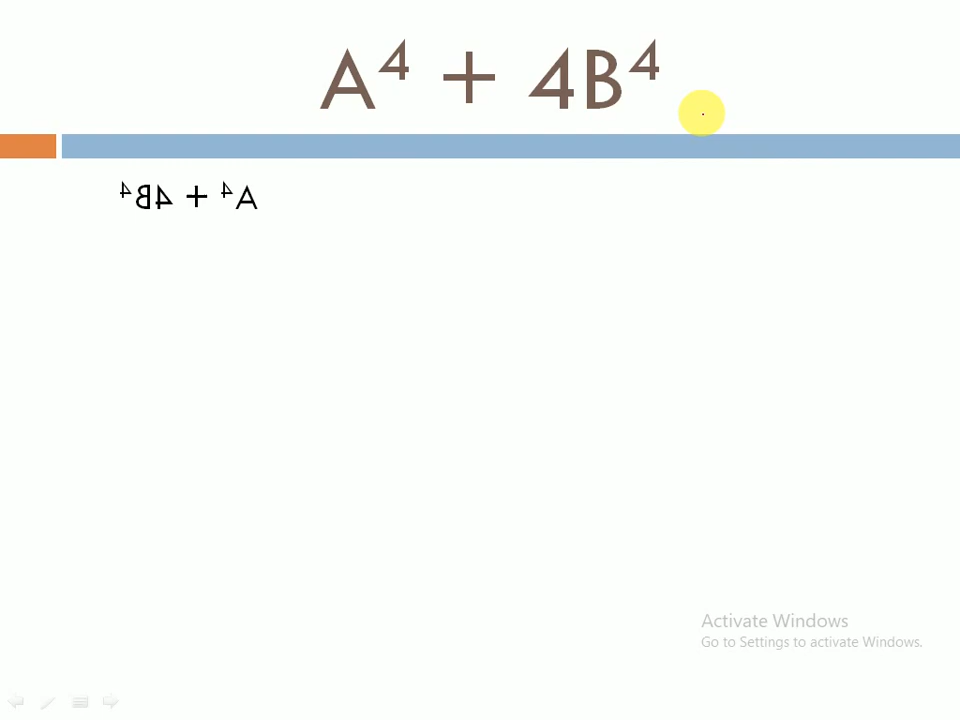 A⁴ + 4B⁴
A⁴ + 4B⁴
Activate Windows
Go to Settings to activate Windows.